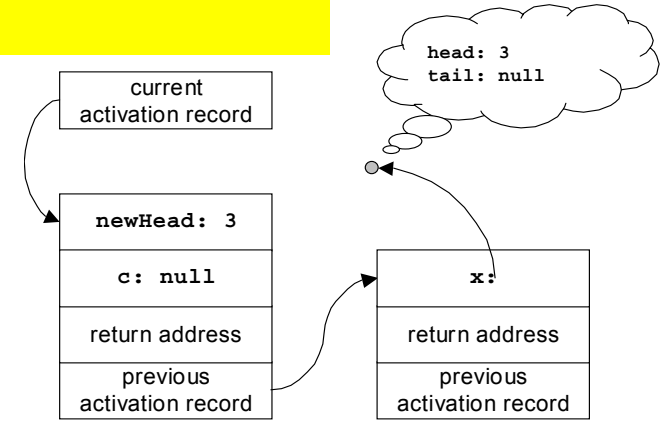 head: 3
tail: null
current
activation record
newHead: 3
c: null
return address
previous
activation record
x:
return address
previous
activation record